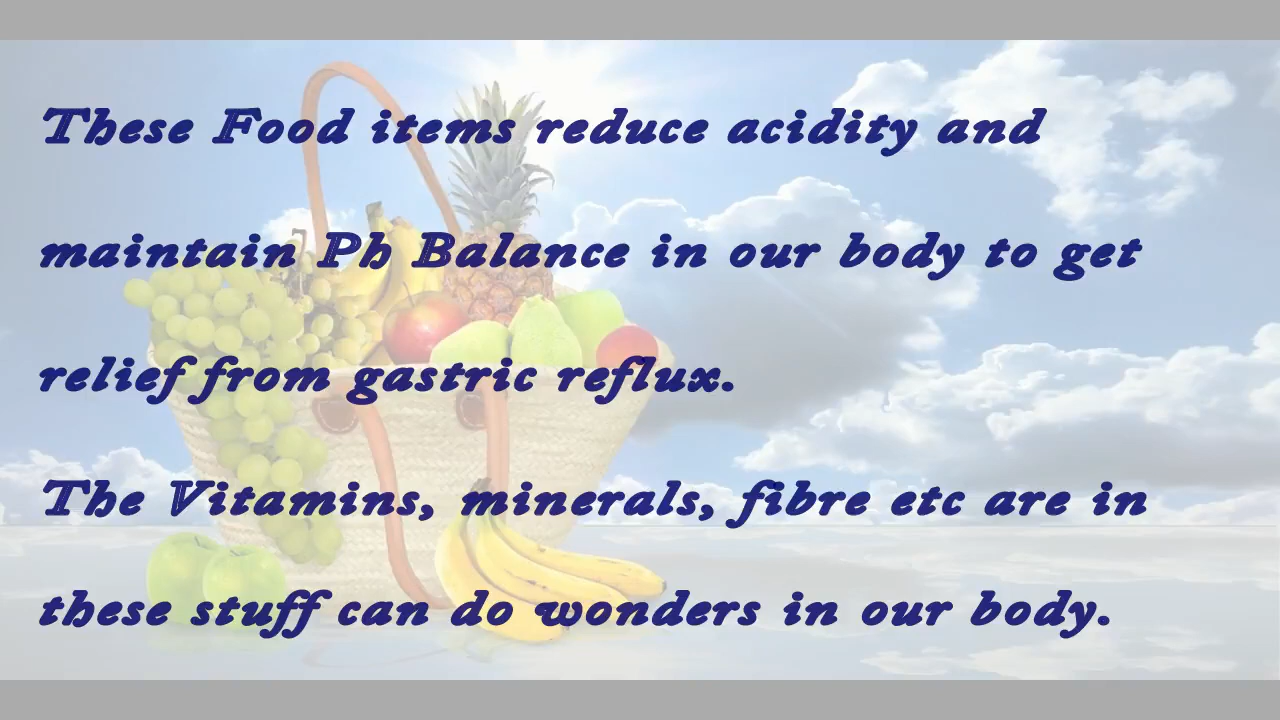 These Food items reduce acidity and
maintain Ph Balance in our body to get
relief from gastric reflux.
The Vitamins, minerals, fibre etc are in
these stuff can do wonders in our body.